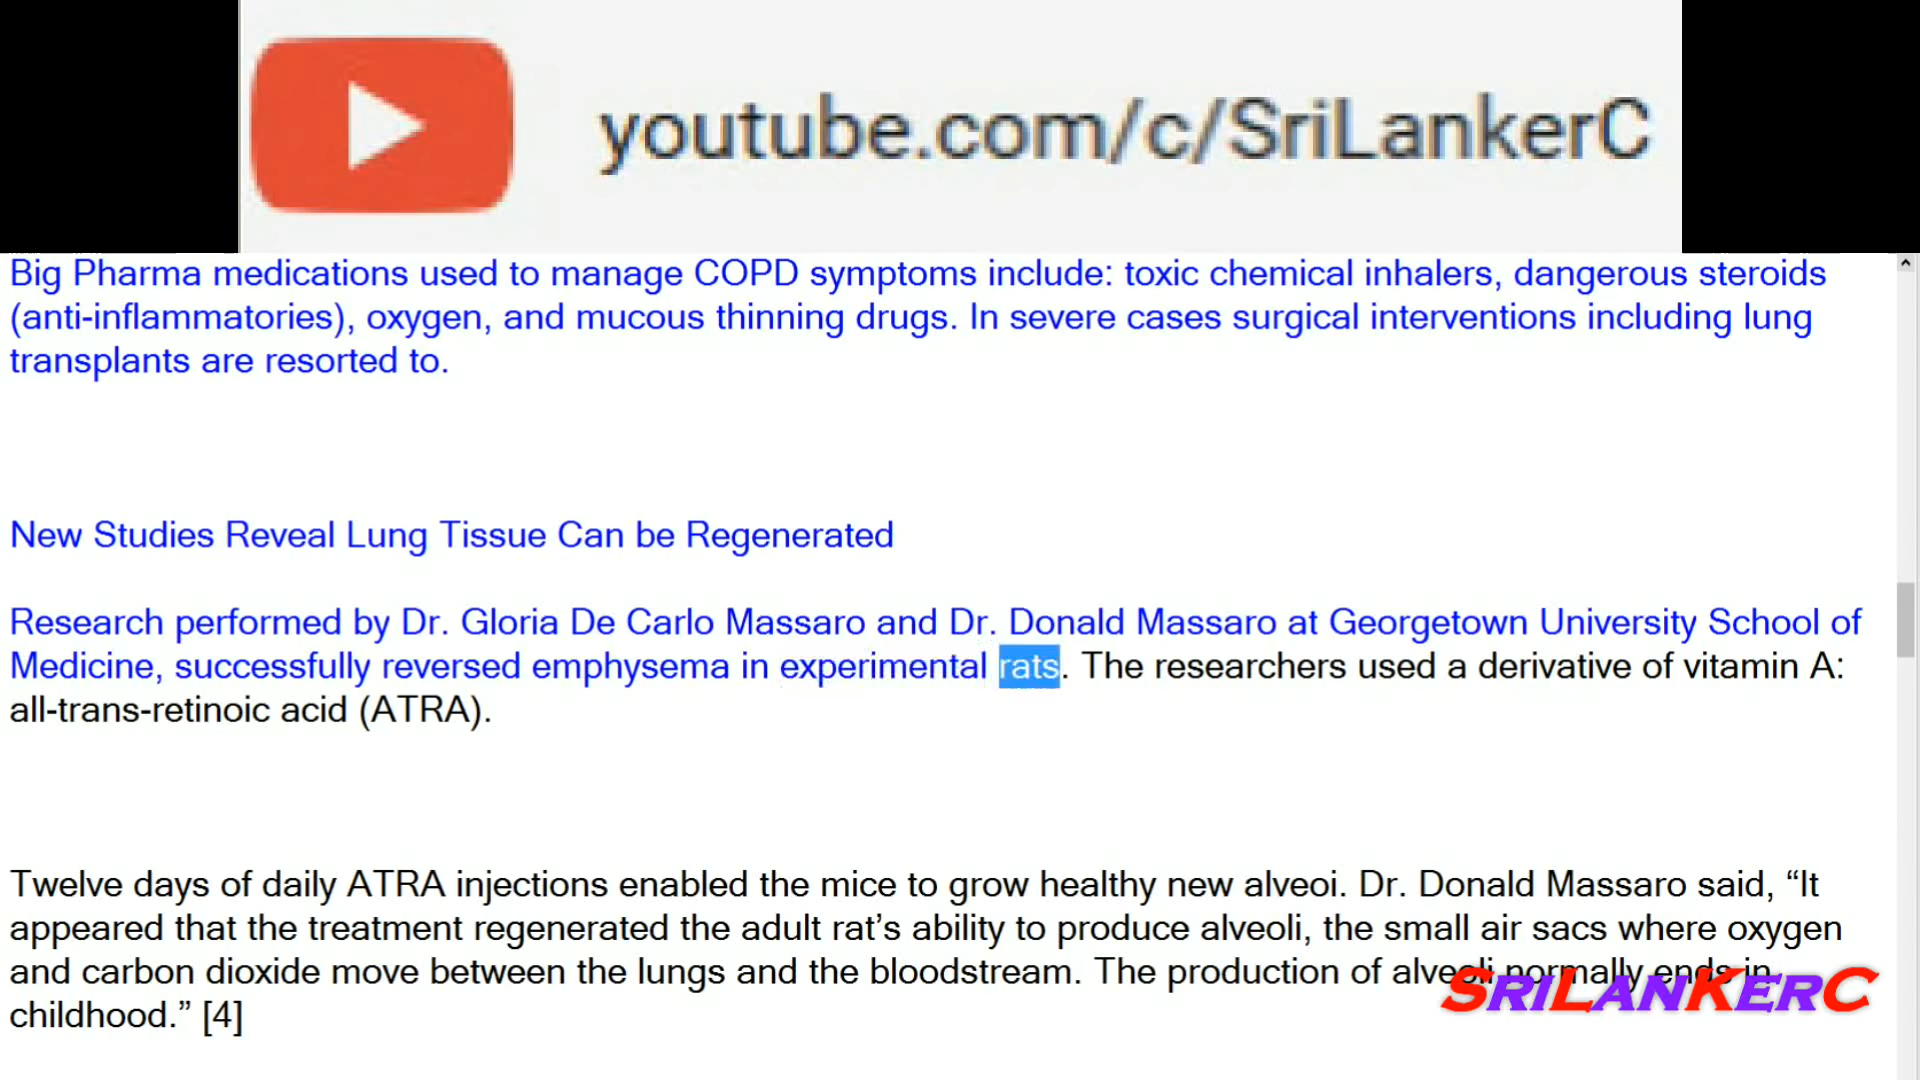 youtube.com/c/SriLankerC
Big Pharma medications used to manage COPD symptoms include: toxic chemical inhalers, dangerous steroids
(anti-inflammatories), oxygen, and mucous thinning drugs. In severe cases surgical interventions including lung
transplants are resorted to.
New Studies Reveal Lung Tissue Can be Regenerated
Research performed by Dr. Gloria De Carlo Massaro and Dr. Donald Massaro at Georgetown University School of
Medicine, successfully reversed emphysema in experimental rats. The researchers used a derivative of vitamin A:
all-trans-retinoic acid (ATRA).
Twelve days of daily ATRA injections enabled the mice to grow healthy new alveoi. Dr. Donald Massaro said, “It
appeared that the treatment regenerated the adult rat’s ability to produce alveoli, the small air sacs where oxygen
and carbon dioxide move between the lungs and the bloodstream. The production of alveoli normally ends in
childhood.” [4]
SRILANKERC